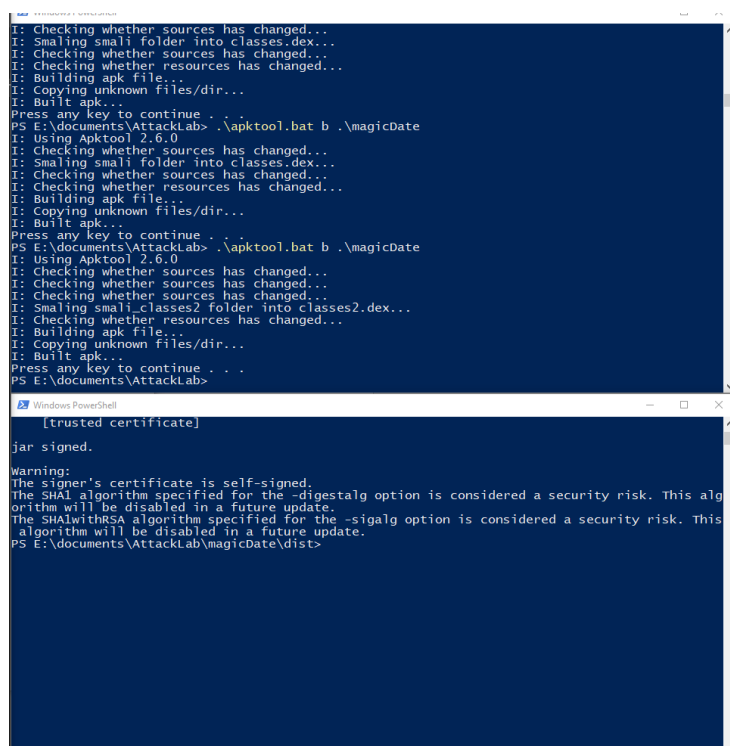 Windows PowerShell
I: Checking whether sources has changed...
I: Smaling smali folder into classes.dex...
I: Checking whether sources has changed...
I: Checking whether resources has changed...
I: Building apk file...
I: Copying unknown files/dir...
I: Built apk...
Press any key to continue . . .
PS E:\documents\AttackLab> .\apktool.bat b .\magicDate
I: Using Apktool 2.6.0
I: Checking whether sources has changed...
I: Smaling smali folder into classes.dex...
I: Checking whether sources has changed...
I: Checking whether resources has changed...
I: Building apk file...
I: Copying unknown files/dir...
I: Built apk...
Press any key to continue . . .
PS E:\documents\AttackLab> .\apktool.bat b .\magicDate
I: Using Apktool 2.6.0
I: Checking whether sources has changed...
I: Checking whether sources has changed...
I: Smaling smali_classes2 folder into classes2.dex...
I: Checking whether resources has changed...
I: Building apk file...
I: Copying unknown files/dir...
I: Built apk...
Press any key to continue . . .
PS E:\documents\AttackLab>
Windows PowerShell
[trusted certificate]
jar signed.
Warning:
The signer's certificate is self-signed.
The SHA1 algorithm specified for the -digestalg option is considered a security risk. This alg
orithm will be disabled in a future update.
The SHA1withRSA algorithm specified for the -sigalg option is considered a security risk. This
algorithm will be disabled in a future update.
PS E:\documents\AttackLab\magicDate\dist>